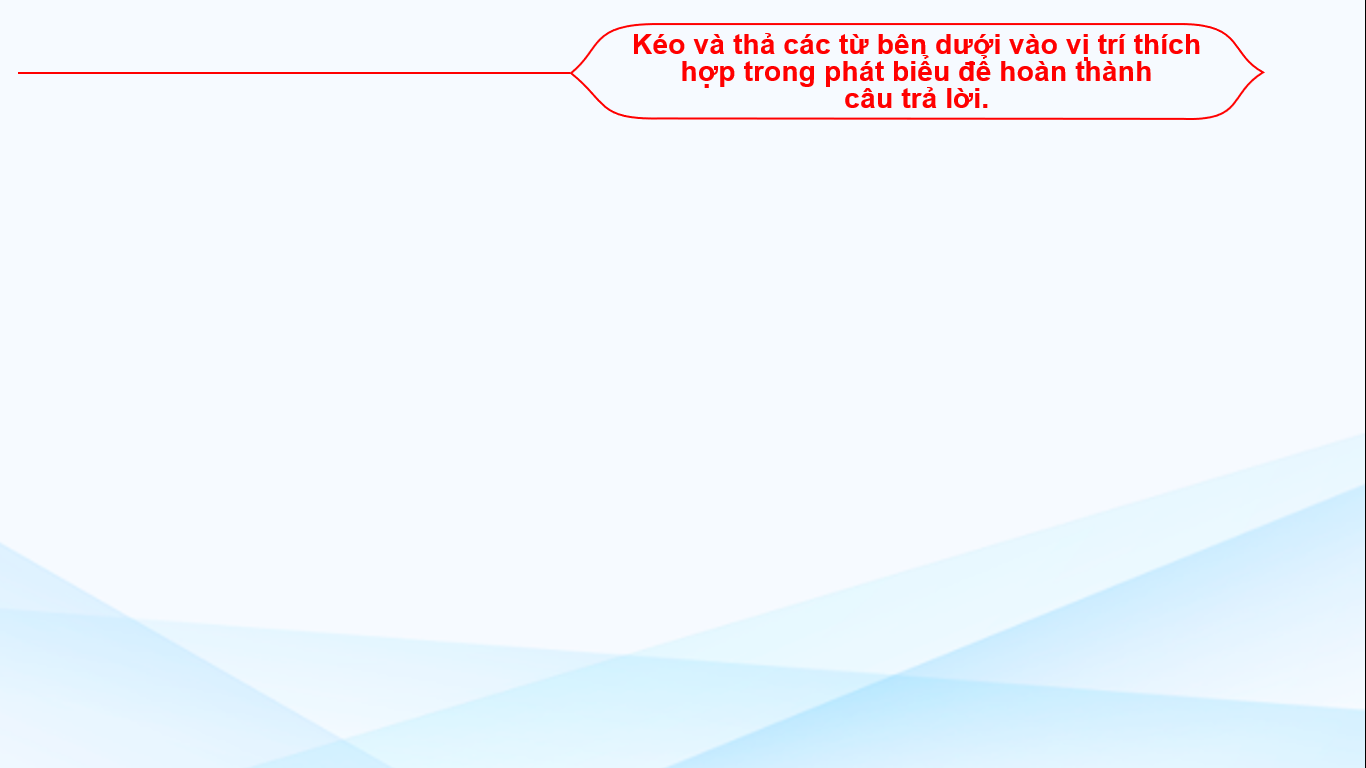 Kéo và thả các từ bên dưới vào vị trí thích
hợp trong phát biểu để hoàn thành
câu trả lời.